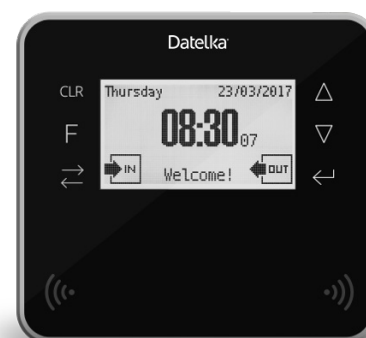 Datelka
CLR
Thursday 23/03/2017
F
08:30 07
IN Welcome! OUT